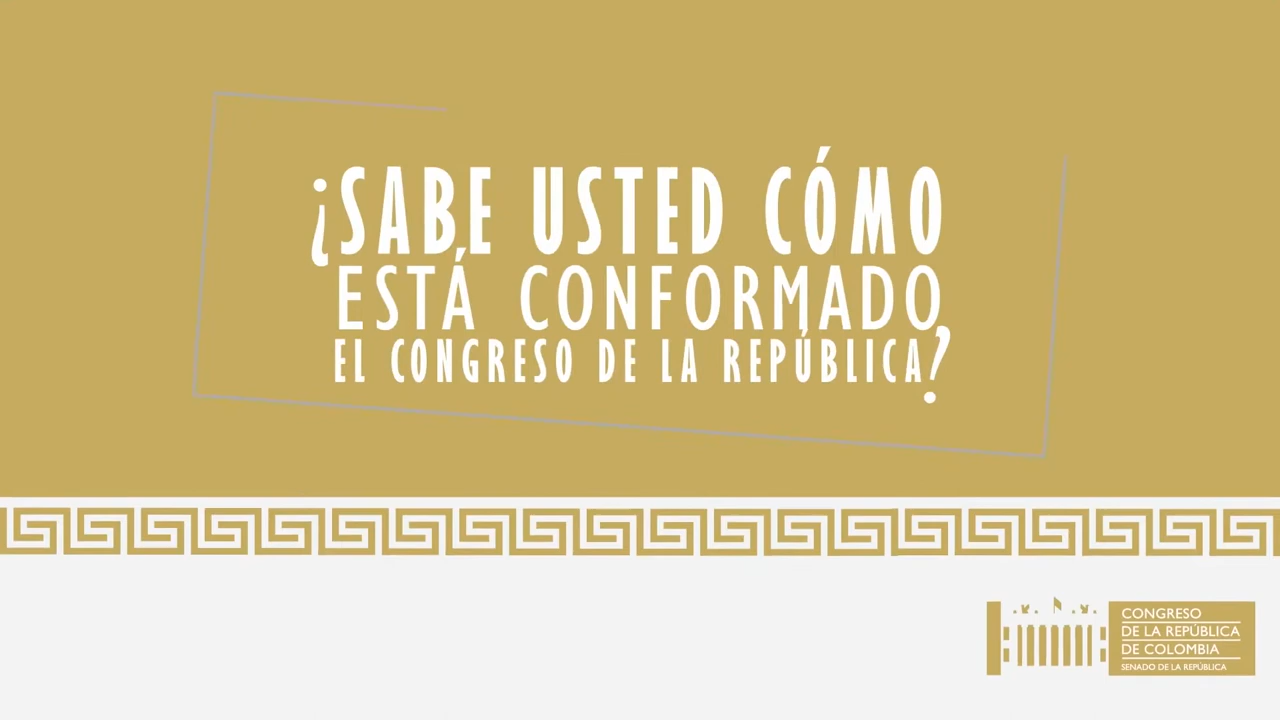 ¿SABE USTED CÓMO
ESTÁ CONFORMADO
EL CONGRESO DE LA REPÚBLICA?
CONGRESO
DE LA REPÚBLICA
DE COLOMBIA
SENADO DE LA REPÚBLICA